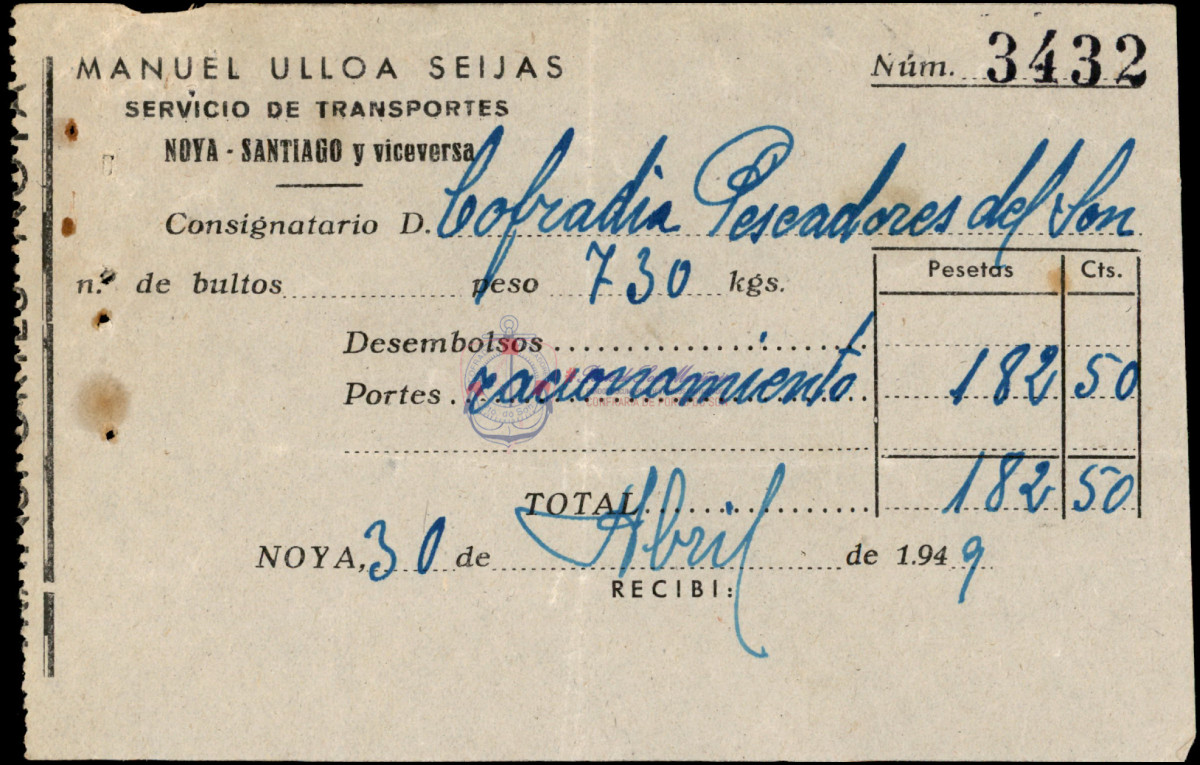 MANUEL ULLOA SEIJAS
SERVICIO DE TRANSPORTES
NOYA - SANTIAGO y viceversa
Núm. 3432
Consignatario D. Cofradia Pescadores del Son
n.º de bultos peso 730 kgs.
Pesetas Cts.
Desembolsos
Portes racionamiento 182 50
TOTAL 182 50
NOYA, 30 de Abril de 1.949
RECIBI: